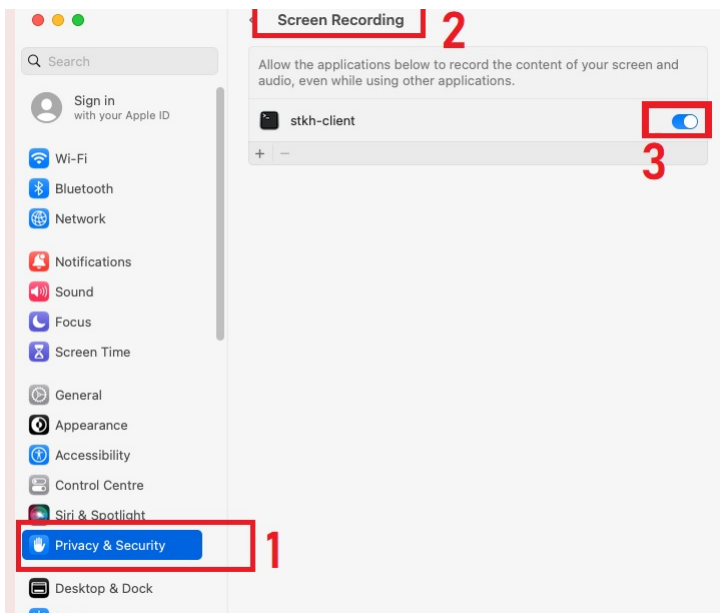 Screen Recording
2
Search
Allow the applications below to record the content of your screen and
audio, even while using other applications.
Sign in
with your Apple ID
stkh-client
3
+ −
Wi-Fi
Bluetooth
Network
Notifications
Sound
Focus
Screen Time
General
Appearance
Accessibility
Control Centre
Siri & Spotlight
Privacy & Security
1
Desktop & Dock